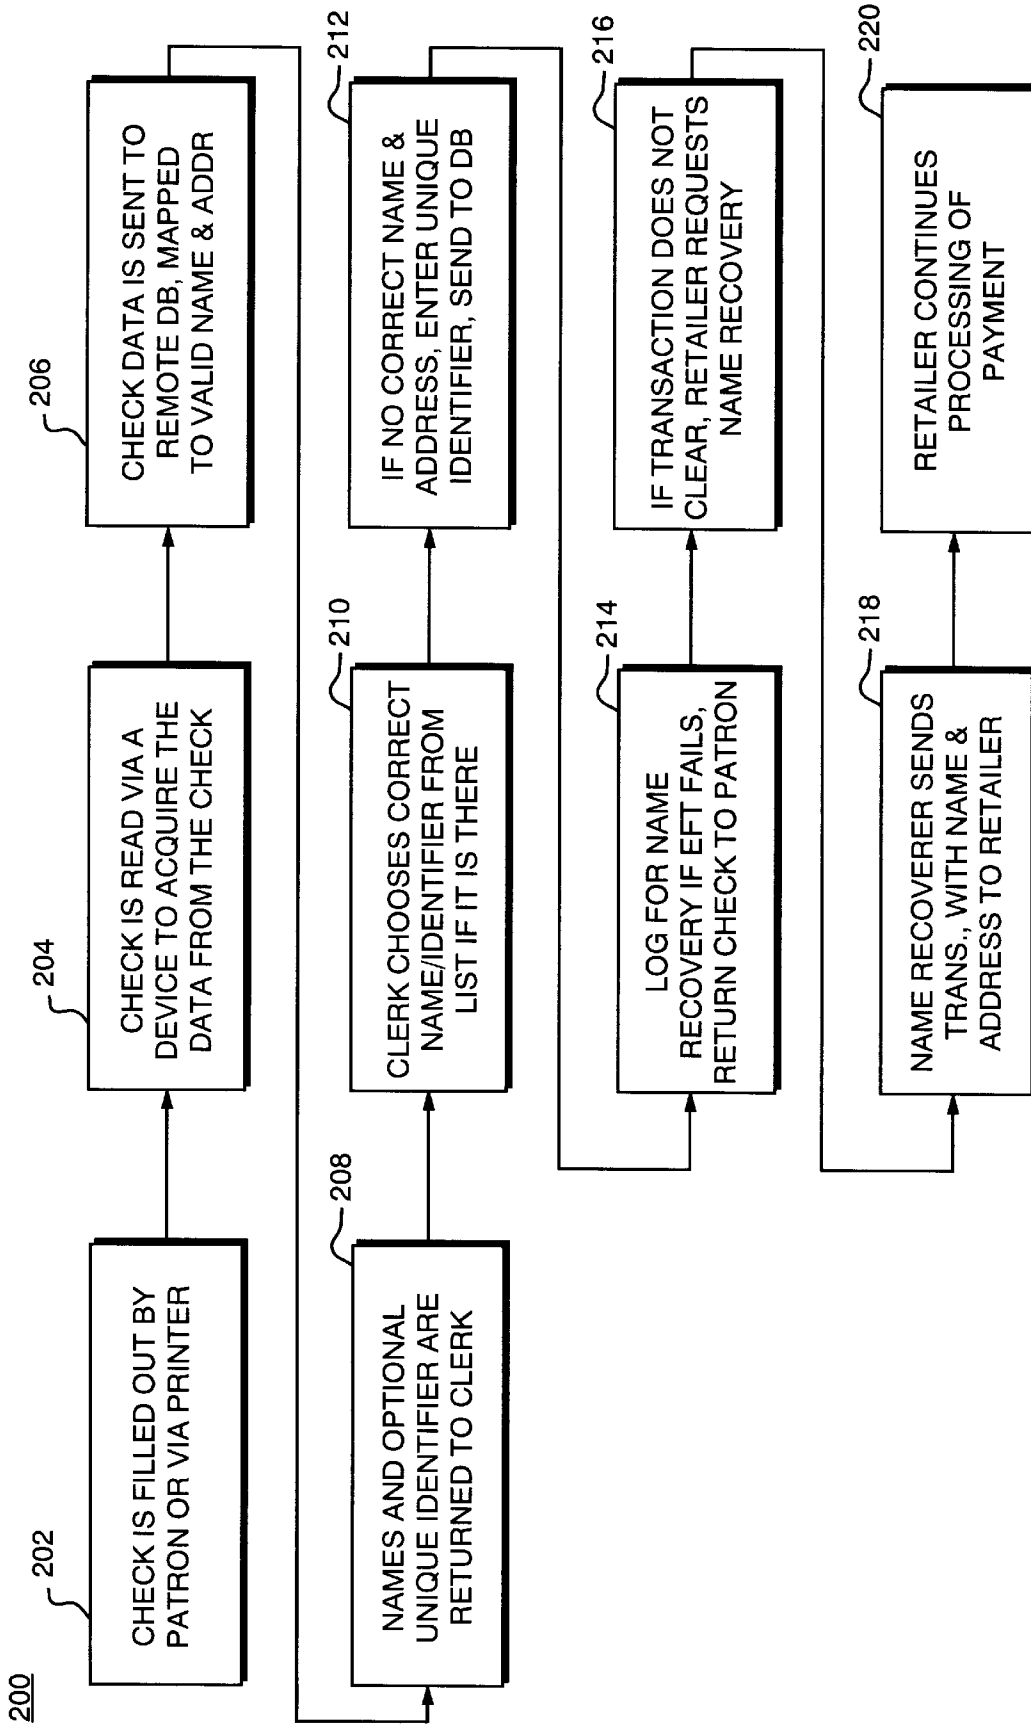 200
202
CHECK IS FILLED OUT BY
PATRON OR VIA PRINTER
204
CHECK IS READ VIA A
DEVICE TO ACQUIRE THE
DATA FROM THE CHECK
206
CHECK DATA IS SENT TO
REMOTE DB, MAPPED
TO VALID NAME & ADDR
208
NAMES AND OPTIONAL
UNIQUE IDENTIFIER ARE
RETURNED TO CLERK
210
CLERK CHOOSES CORRECT
NAME/IDENTIFIER FROM
LIST IF IT IS THERE
212
IF NO CORRECT NAME &
ADDRESS, ENTER UNIQUE
IDENTIFIER, SEND TO DB
214
LOG FOR NAME
RECOVERY IF EFT FAILS,
RETURN CHECK TO PATRON
216
IF TRANSACTION DOES NOT
CLEAR, RETAILER REQUESTS
NAME RECOVERY
218
NAME RECOVERER SENDS
TRANS., WITH NAME &
ADDRESS TO RETAILER
220
RETAILER CONTINUES
PROCESSING OF
PAYMENT